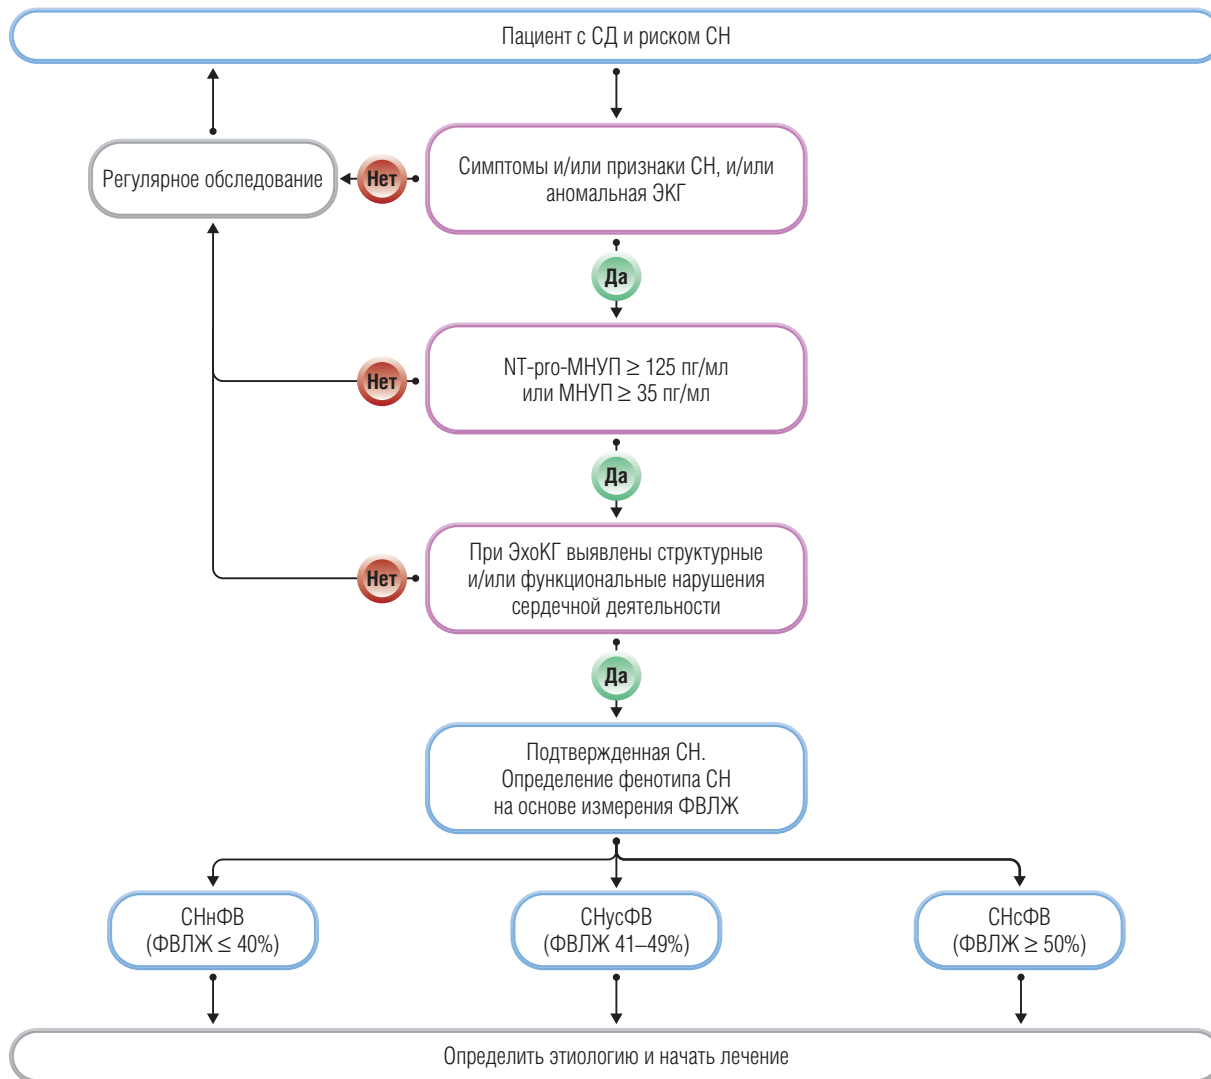 Пациент с СД и риском СН
Регулярное обследование
Нет
Симптомы и/или признаки СН, и/или
аномальная ЭКГ
Да
Нет
NT-pro-МНУП ≥ 125 пг/мл
или МНУП ≥ 35 пг/мл
Да
Нет
При ЭхоКГ выявлены структурные
и/или функциональные нарушения
сердечной деятельности
Да
Подтвержденная СН.
Определение фенотипа СН
на основе измерения ФВЛЖ
СНнФВ
(ФВЛЖ ≤ 40%)
СНусФВ
(ФВЛЖ 41–49%)
СНсФВ
(ФВЛЖ ≥ 50%)
Определить этиологию и начать лечение